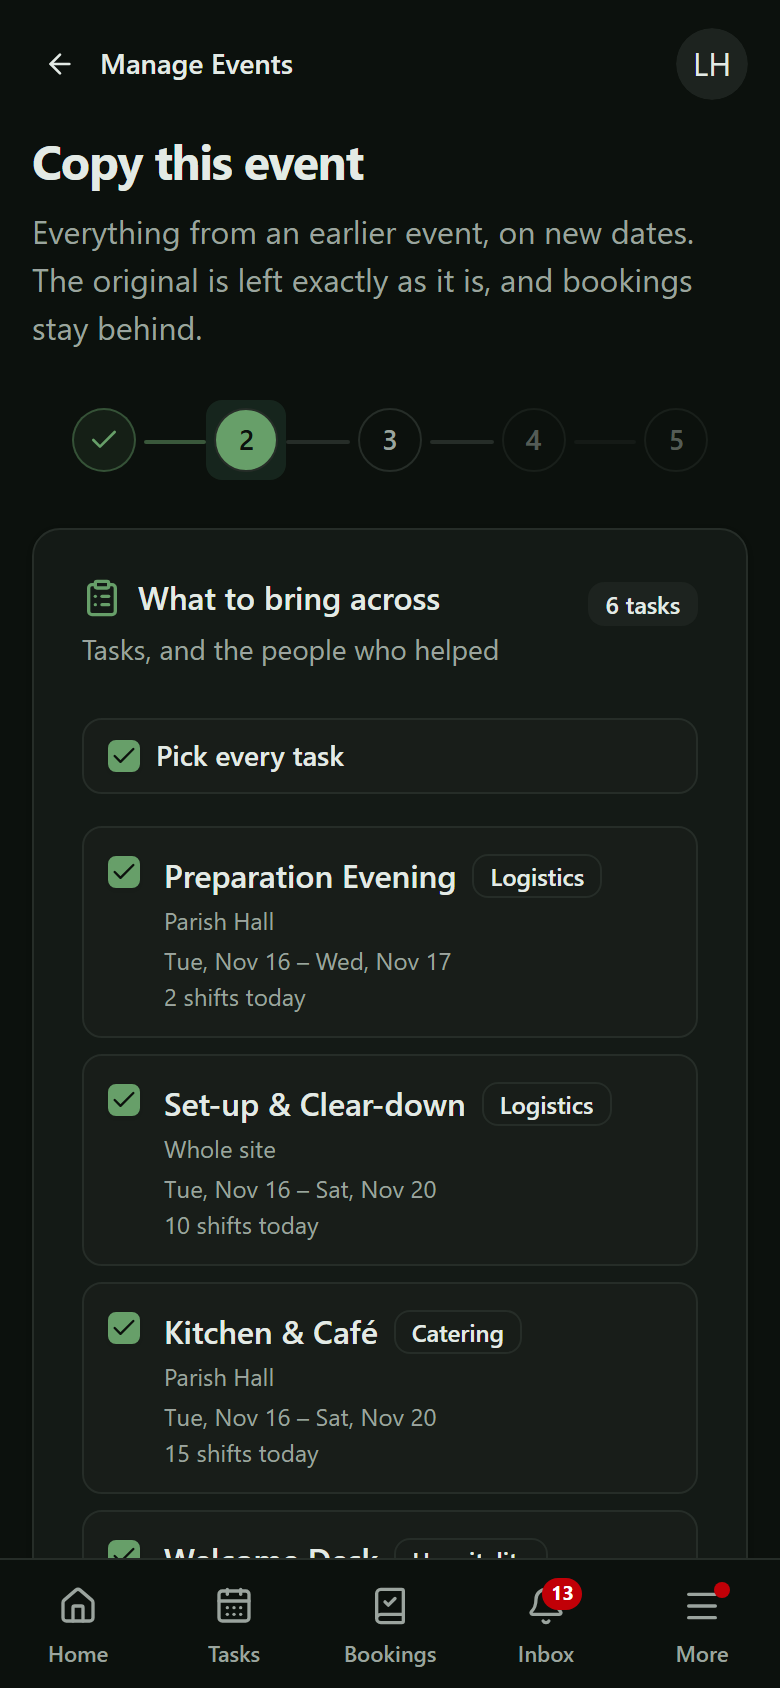 Manage Events
LH
Copy this event
Everything from an earlier event, on new dates.
The original is left exactly as it is, and bookings
stay behind.
2
3
4
5
What to bring across
6 tasks
Tasks, and the people who helped
Pick every task
Preparation Evening
Logistics
Parish Hall
Tue, Nov 16 – Wed, Nov 17
2 shifts today
Set-up & Clear-down
Logistics
Whole site
Tue, Nov 16 – Sat, Nov 20
10 shifts today
Kitchen & Café
Catering
Parish Hall
Tue, Nov 16 – Sat, Nov 20
15 shifts today
Welcome Desk
Hospitality
13
Home
Tasks
Bookings
Inbox
More